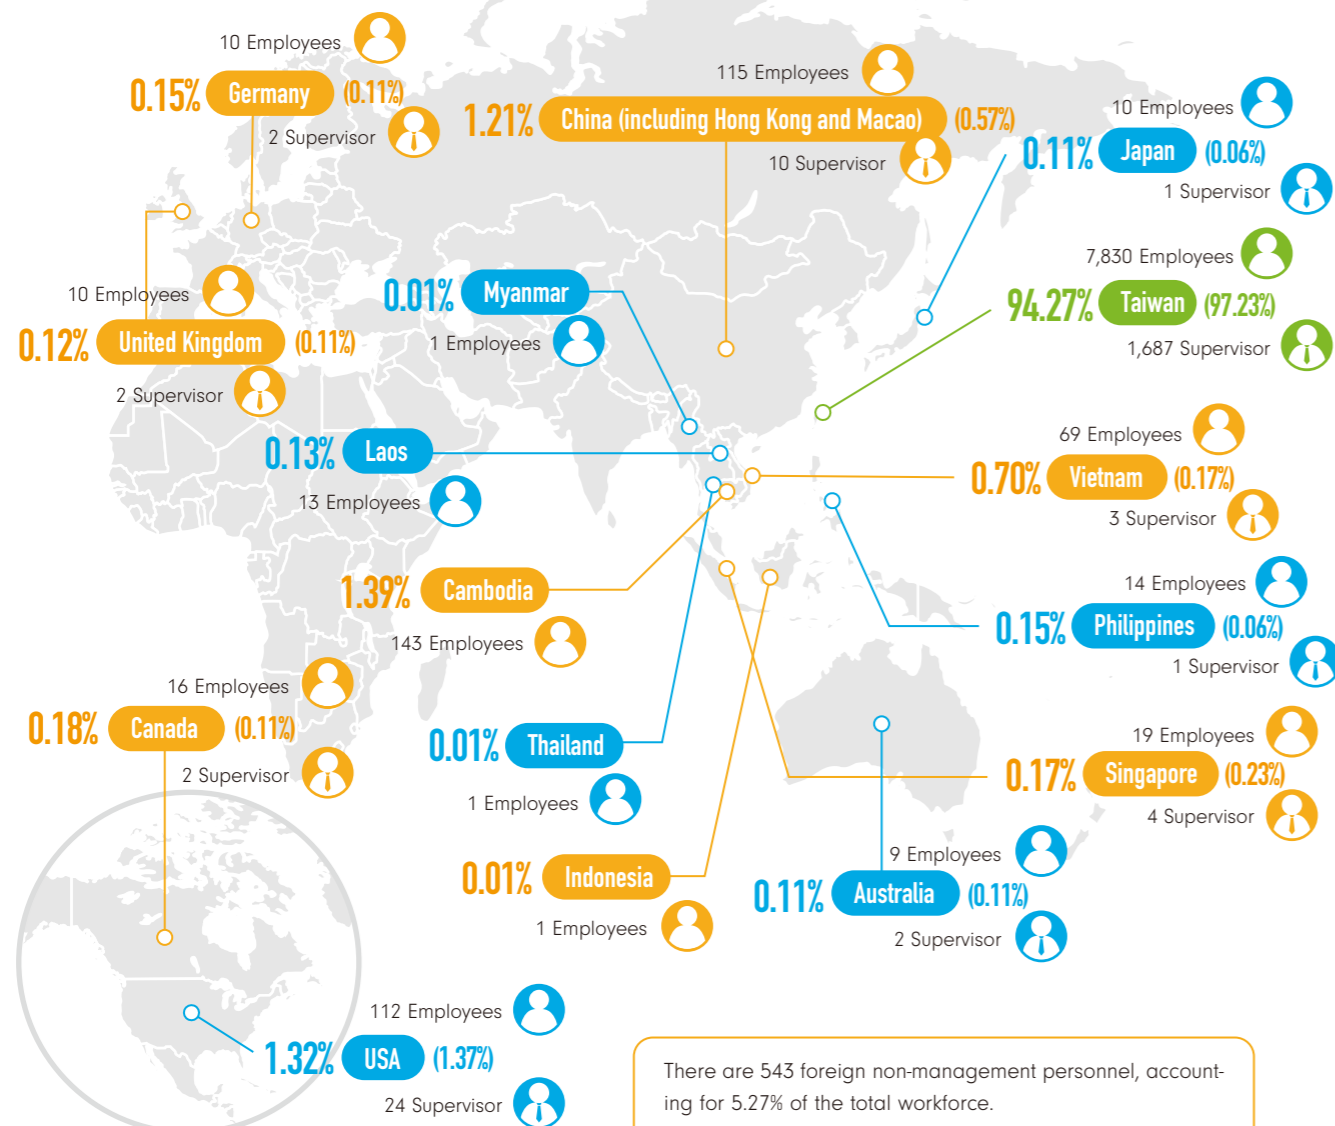 10 Employees
0.15% Germany (0.11%)
2 Supervisor
115 Employees
1.21% China (including Hong Kong and Macao) (0.57%)
10 Supervisor
10 Employees
0.11% Japan (0.06%)
1 Supervisor
7,830 Employees
94.27% Taiwan (97.23%)
1,687 Supervisor
10 Employees
0.12% United Kingdom (0.11%)
2 Supervisor
0.01% Myanmar
1 Employees
0.13% Laos
13 Employees
69 Employees
0.70% Vietnam (0.17%)
3 Supervisor
1.39% Cambodia
143 Employees
14 Employees
0.15% Philippines (0.06%)
1 Supervisor
16 Employees
0.18% Canada (0.11%)
2 Supervisor
0.01% Thailand
1 Employees
19 Employees
0.17% Singapore (0.23%)
4 Supervisor
0.01% Indonesia
1 Employees
9 Employees
0.11% Australia (0.11%)
2 Supervisor
112 Employees
1.32% USA (1.37%)
24 Supervisor
There are 543 foreign non-management personnel, account-
ing for 5.27% of the total workforce.